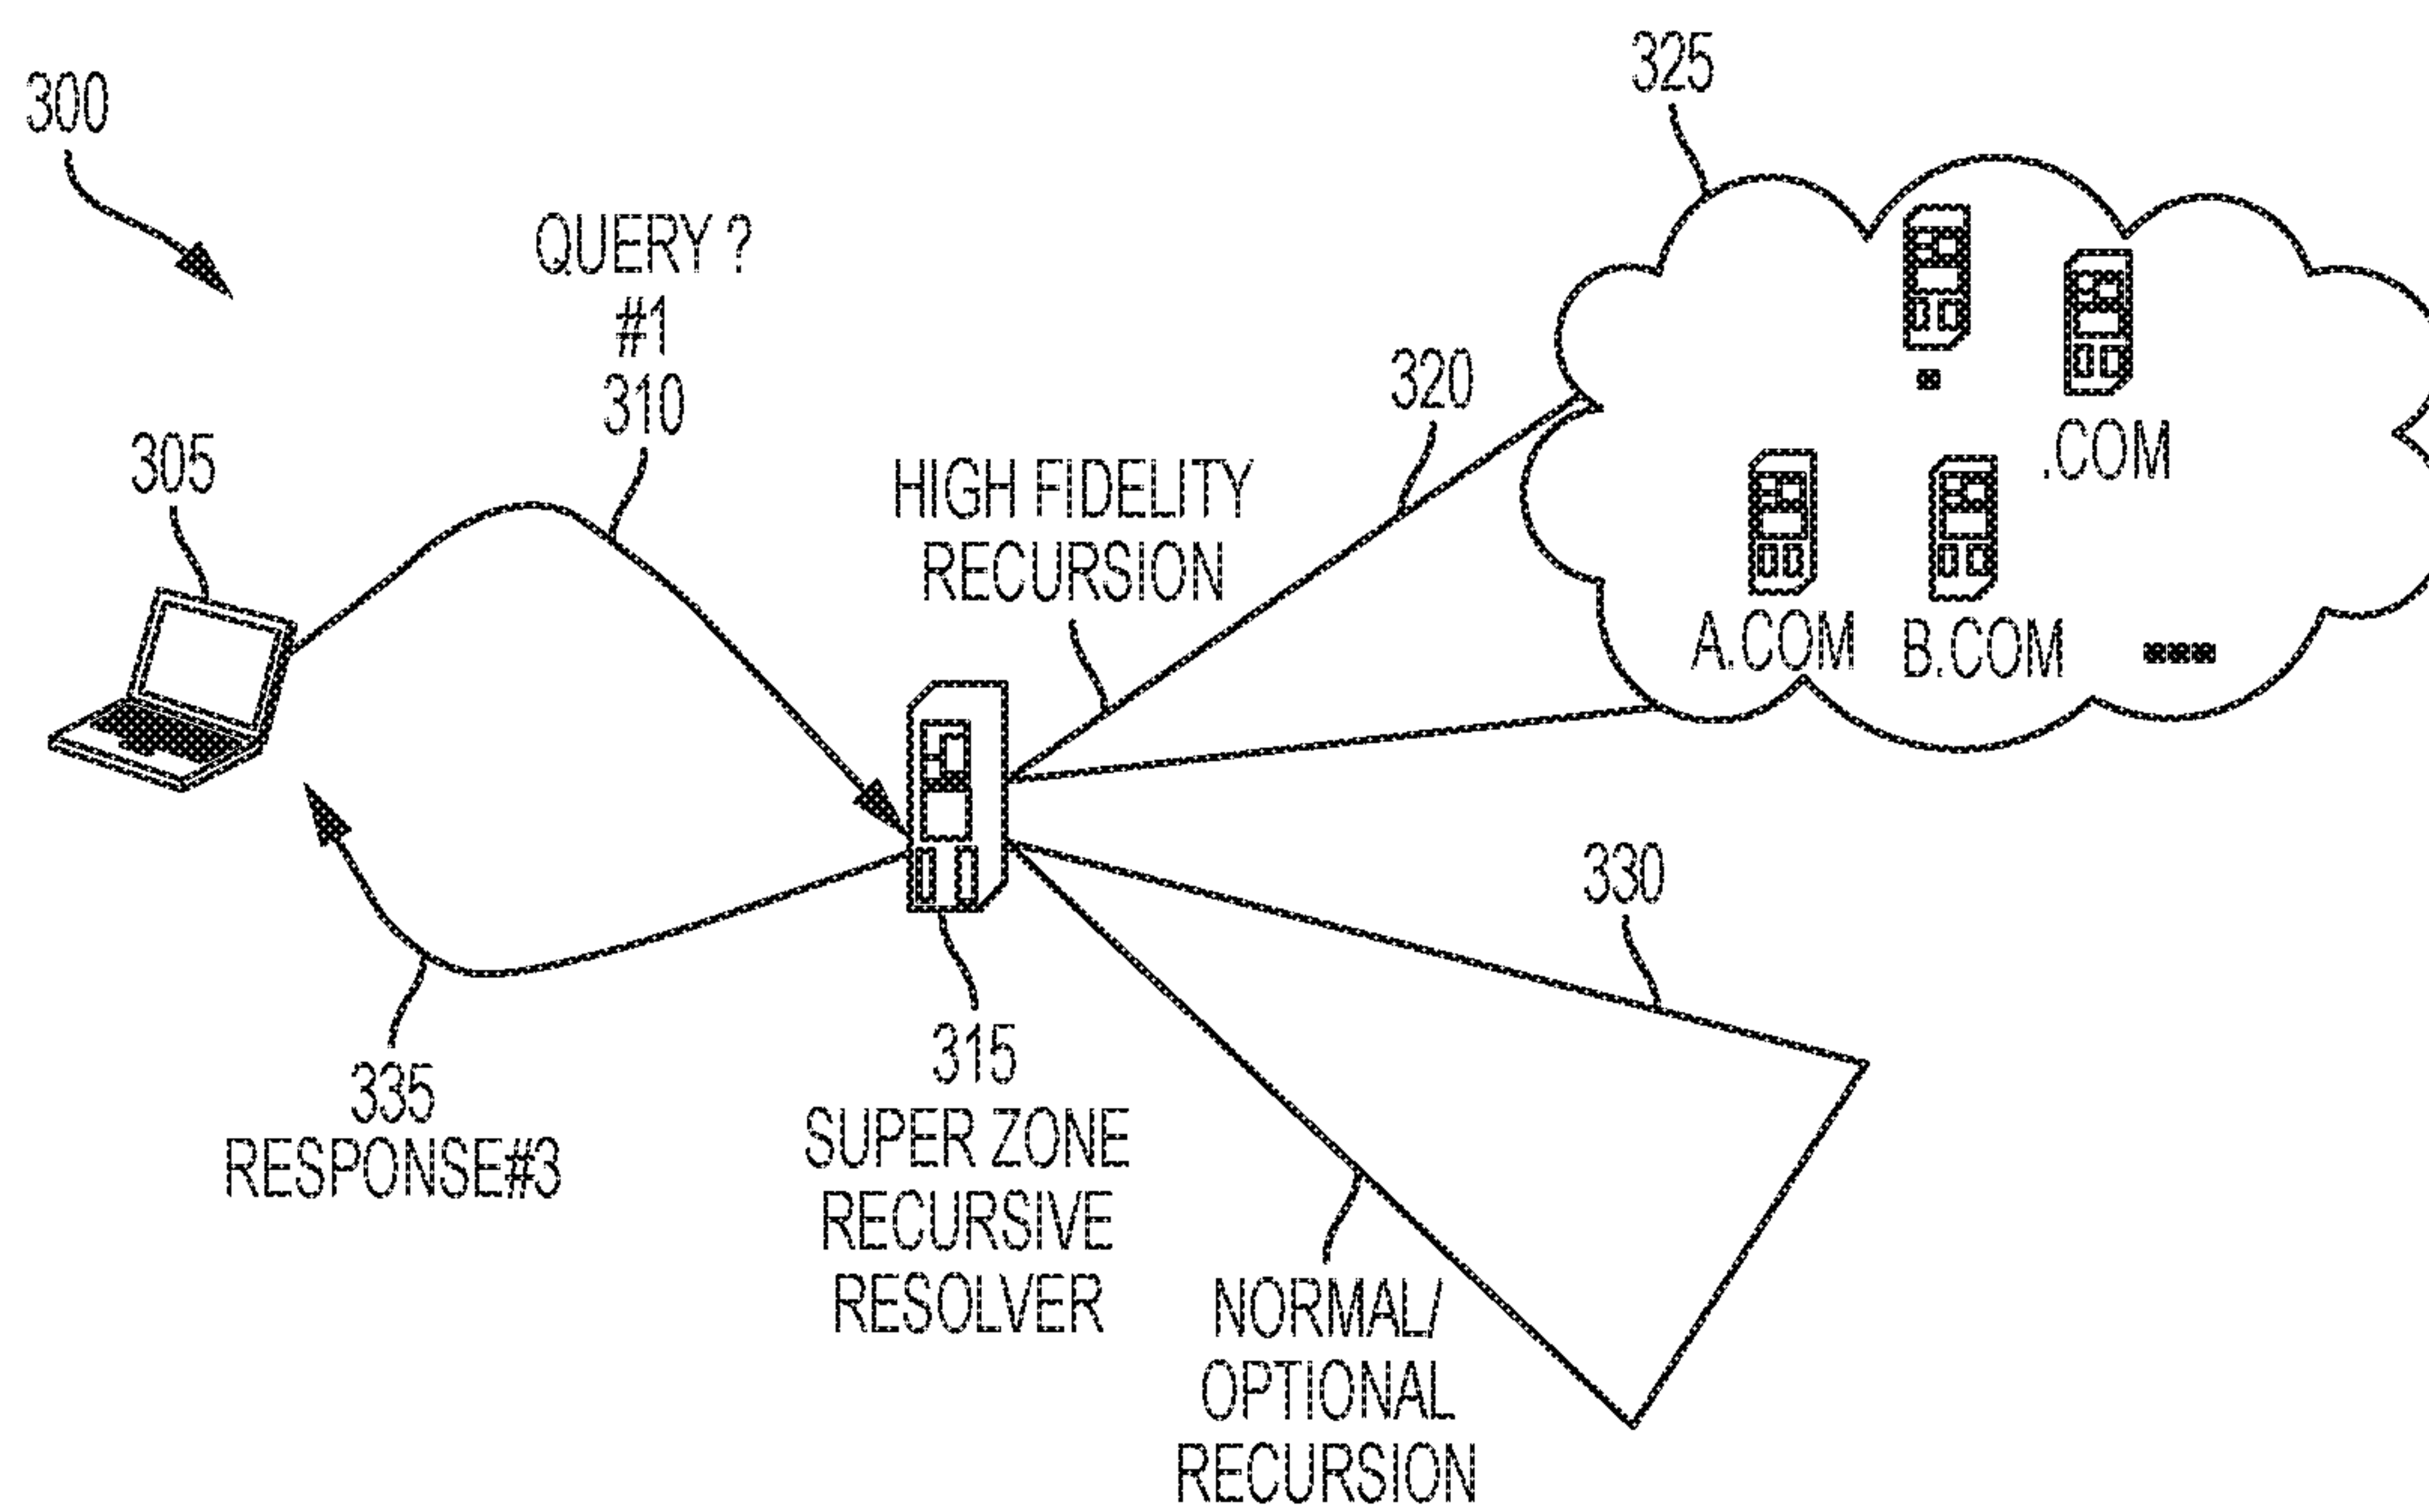 300
325
QUERY ?
#1
310
320
305
HIGH FIDELITY
RECURSION
.
.COM
A.COM
B.COM
...
330
335
RESPONSE#3
315
SUPER ZONE
RECURSIVE
RESOLVER
NORMAL/
OPTIONAL
RECURSION